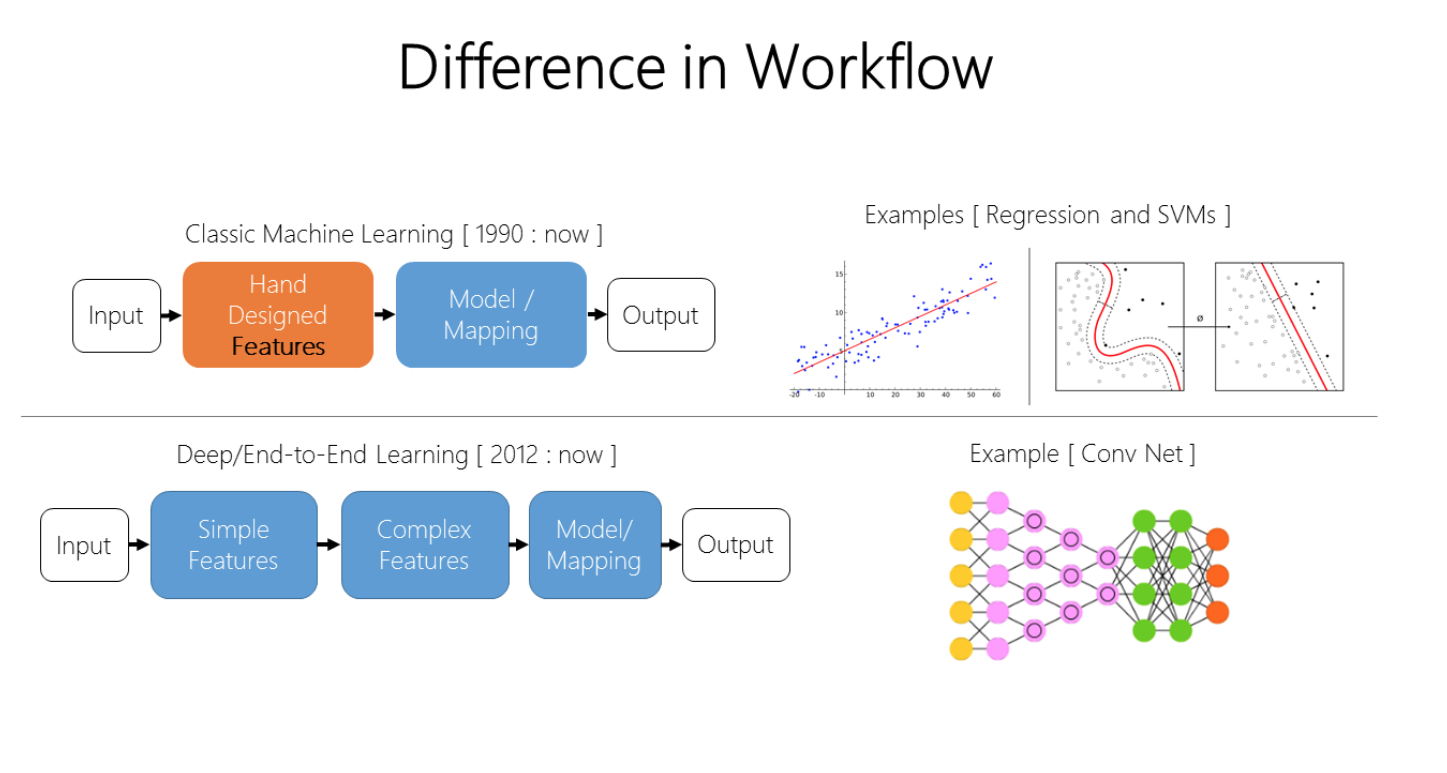 Difference in Workflow
Classic Machine Learning [ 1990 : now ]
Input
Hand
Designed
Features
Model /
Mapping
Output
Examples [ Regression and SVMs ]
15
10
-20 -10 10 20 30 40 50 60
ø
Deep/End-to-End Learning [ 2012 : now ]
Input
Simple
Features
Complex
Features
Model/
Mapping
Output
Example [ Conv Net ]